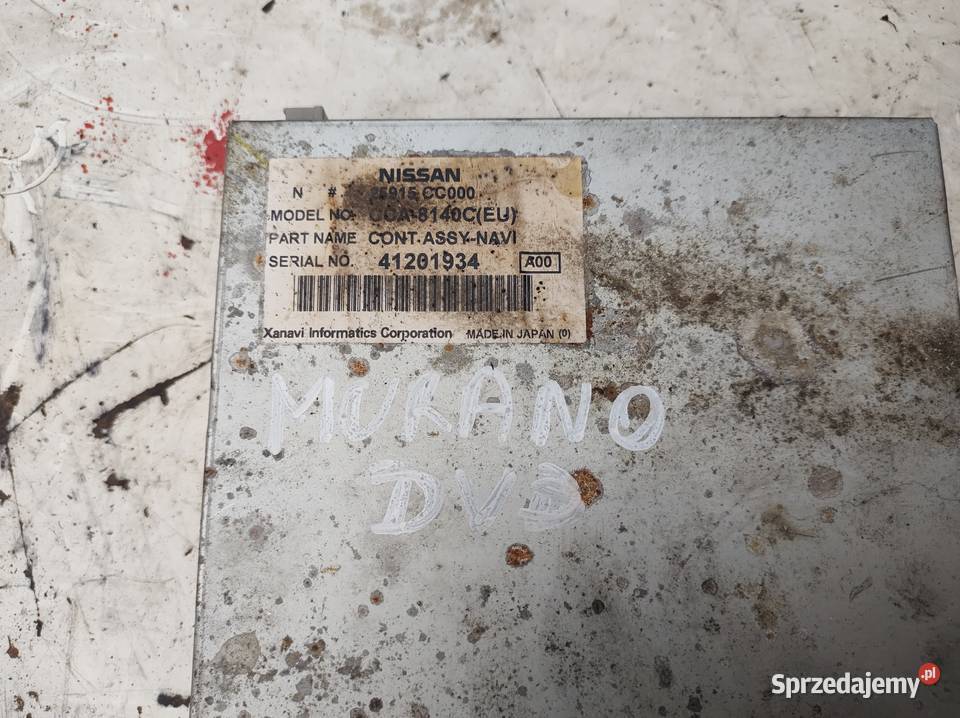 NISSAN
N # 25915 CC000
MODEL NO. CCA-8140C(EU)
PART NAME CONT ASSY-NAVI
SERIAL NO. 41201934 A00
Xanavi Informatics Corporation MADE IN JAPAN (0)
MURANO
DVD
Sprzedajemy.pl